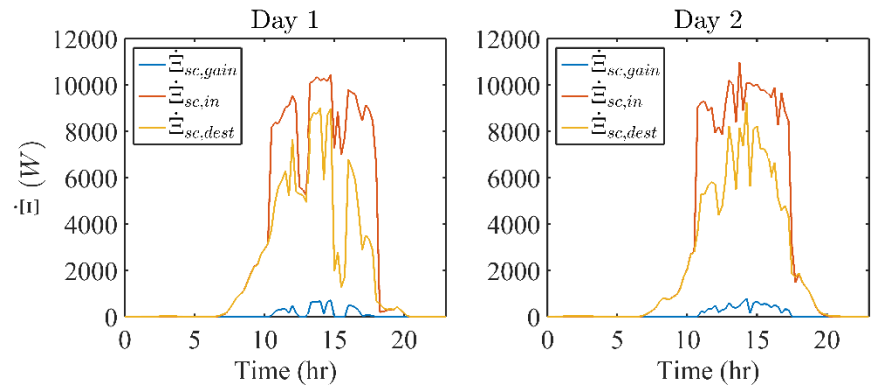 Day 1
12000
10000
8000
6000
4000
2000
0
Ξ̇ (W)
Ξ̇sc,gain
Ξ̇sc,in
Ξ̇sc,dest
0 5 10 15 20
Time (hr)
Day 2
12000
10000
8000
6000
4000
2000
0
Ξ̇sc,gain
Ξ̇sc,in
Ξ̇sc,dest
0 5 10 15 20
Time (hr)